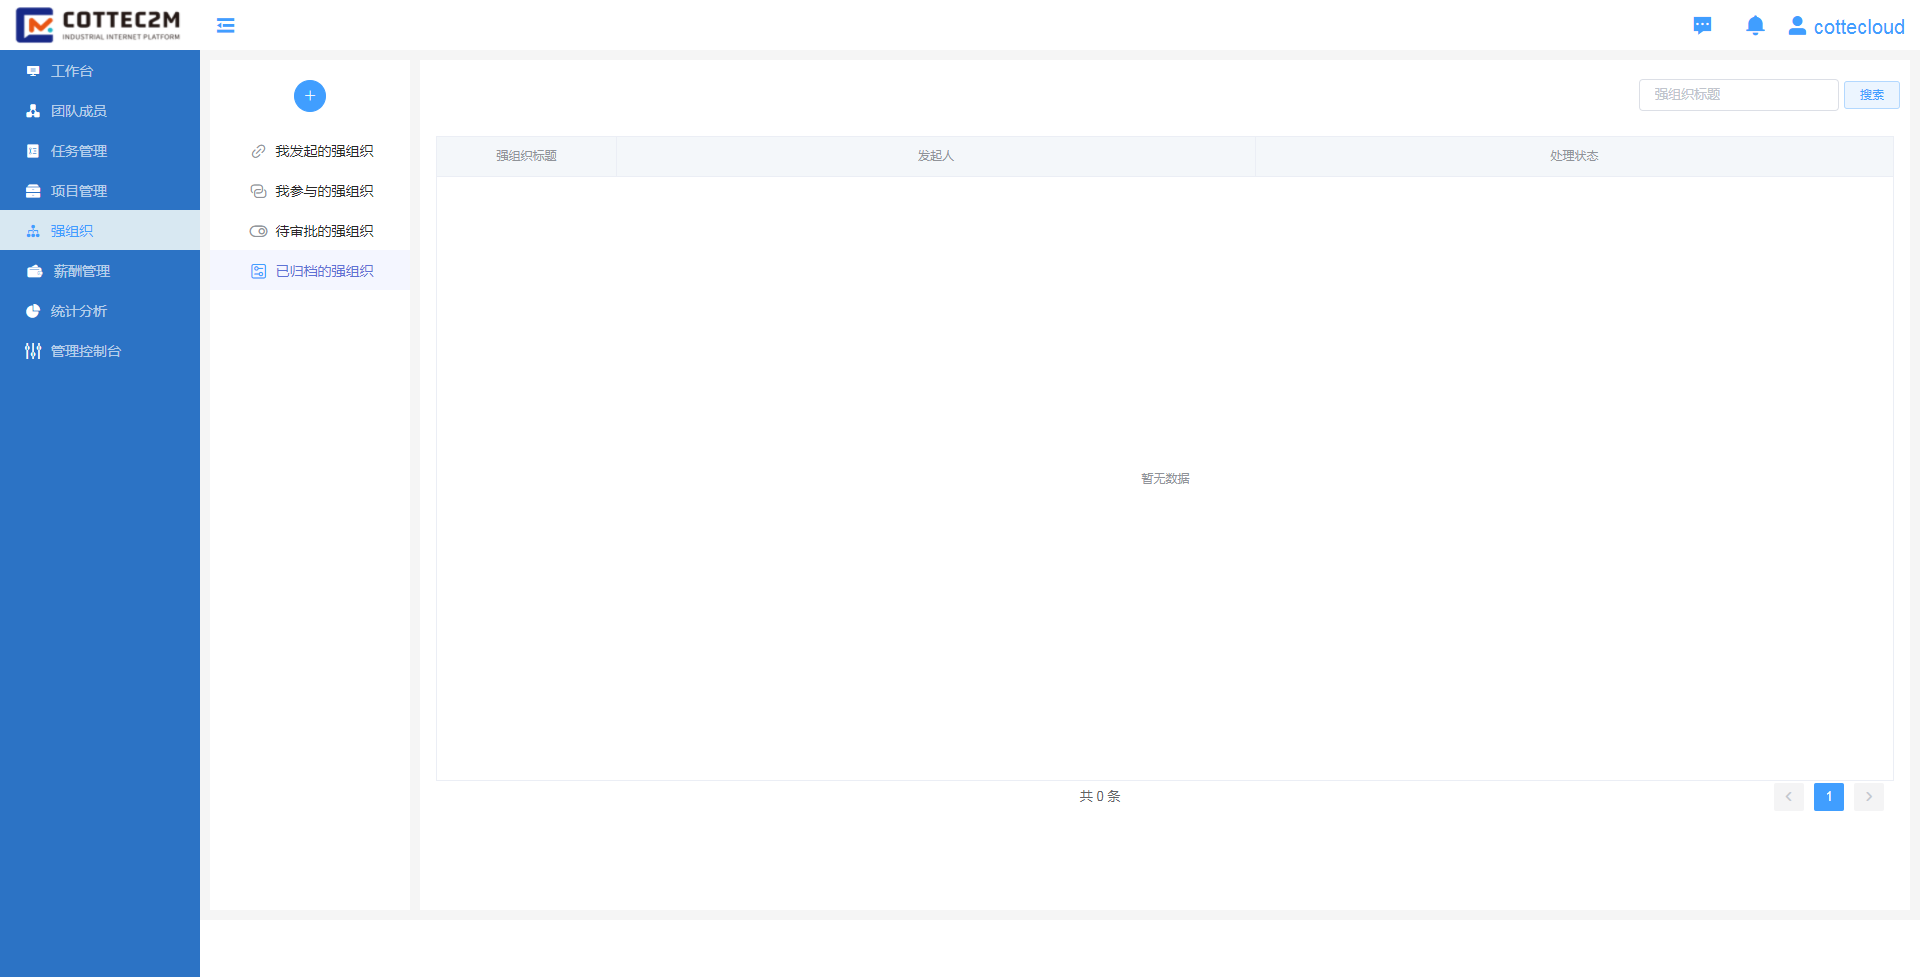 COTTEC2M
INDUSTRIAL INTERNET PLATFORM
cottecloud
工作台
团队成员
任务管理
项目管理
强组织
薪酬管理
统计分析
管理控制台
我发起的强组织
我参与的强组织
待审批的强组织
已归档的强组织
强组织标题
搜索
强组织标题 发起人 处理状态
暂无数据
共 0 条
1